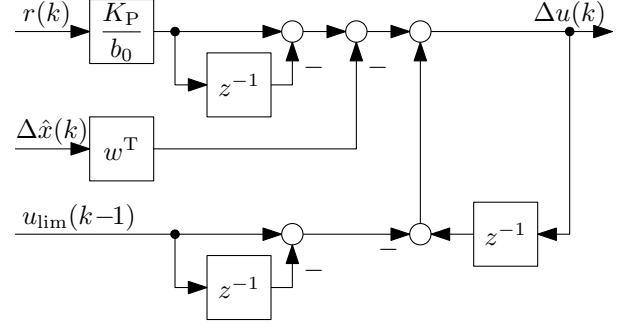 r(k)
K_P
b_0
Δu(k)
−
−
z^{−1}
Δx̂(k)
w^T
u_lim(k−1)
−
−
z^{−1}
z^{−1}